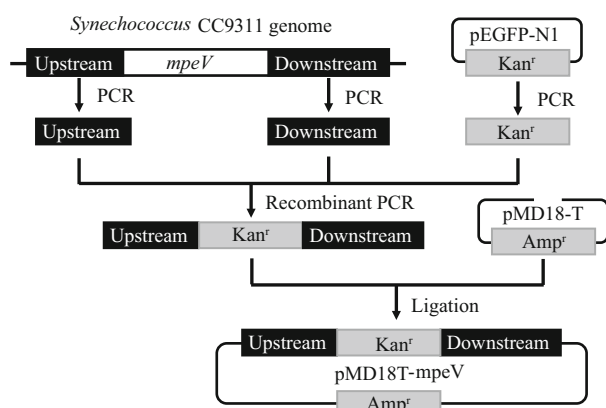 Synechococcus CC9311 genome
pEGFP-N1
Upstream mpeV Downstream
Kanʳ
PCR PCR PCR
Upstream Downstream Kanʳ
Recombinant PCR
pMD18-T
Upstream Kanʳ Downstream
Ampʳ
Ligation
Upstream Kanʳ Downstream
pMD18T-mpeV
Ampʳ